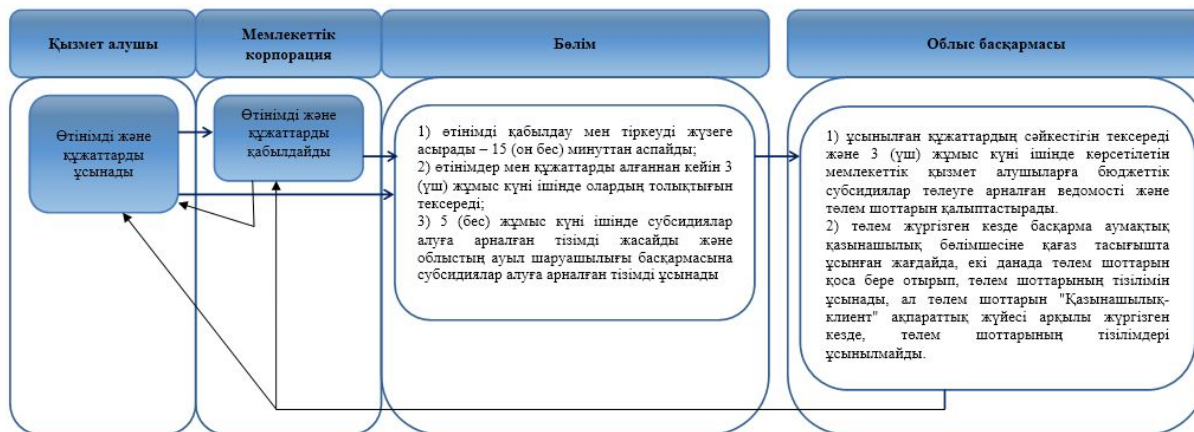 Қызмет алушы
Мемлекеттік
корпорация
Бөлім
Облыс басқармасы
Өтінімді және
құжаттарды
ұсынады
Өтінімді және
құжаттарды
қабылдайды
1) өтінімді қабылдау мен тіркеуді жүзеге
асырады – 15 (он бес) минуттан аспайды;
2) өтінімдер мен құжаттарды алғаннан кейін 3
(үш) жұмыс күні ішінде олардың толықтығын
тексереді;
3) 5 (бес) жұмыс күні ішінде субсидиялар
алуға арналған тізімді жасайды және
облыстың ауыл шаруашылығы басқармасына
субсидиялар алуға арналған тізімді ұсынады
1) ұсынылған құжаттардың сәйкестігін тексереді
және 3 (үш) жұмыс күні ішінде көрсетілетін
мемлекеттік қызмет алушыларға бюджеттік
субсидиялар төлеуге арналған ведомості және
төлем шоттарын қалыптастырады.
2) төлем жүргізген кезде басқарма аумақтық
қазынашылық бөлімшесіне қағаз тасығышта
ұсынған жағдайда, екі данада төлем шоттарын
қоса бере отырып, төлем шоттарының тізілімін
ұсынады, ал төлем шоттарын "Қазынашылық-
клиент" ақпараттық жүйесі арқылы жүргізген
кезде, төлем шоттарының тізілімдері
ұсынылмайды.